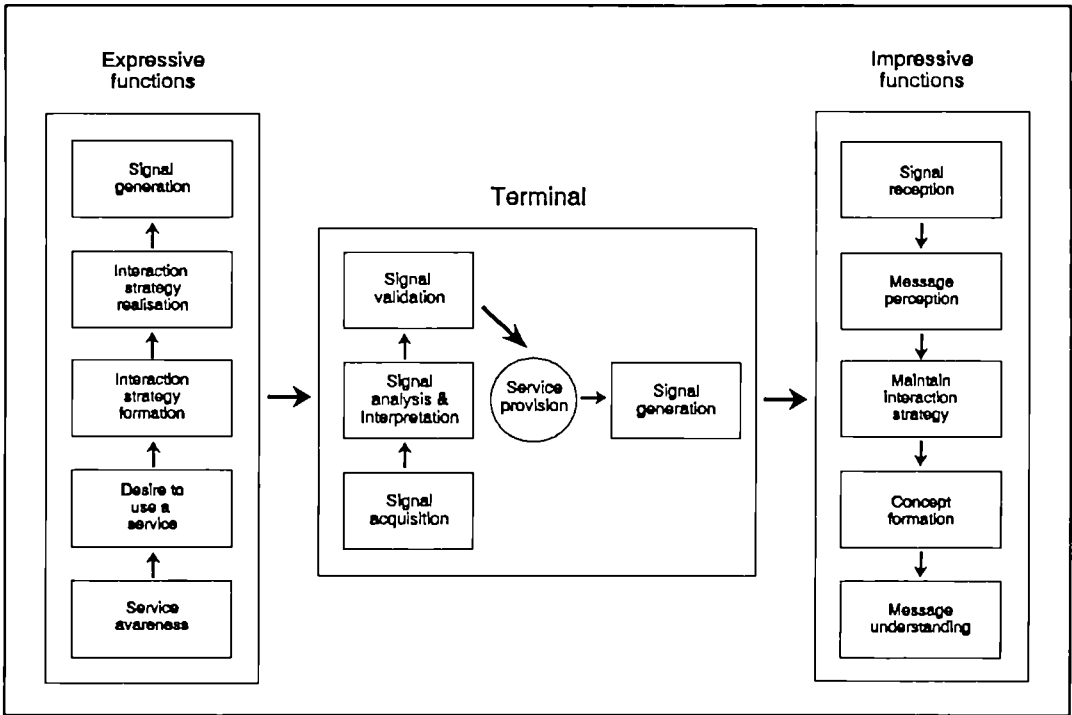 Expressive
functions
Signal
generation
Interaction
strategy
realisation
Interaction
strategy
formation
Desire to
use a
service
Service
avareness
Terminal
Signal
validation
Signal
analysis &
Interpretation
Signal
acquisition
Service
provision
Signal
generation
Impressive
functions
Signal
reception
Message
perception
Maintain
interaction
strategy
Concept
formation
Message
understanding